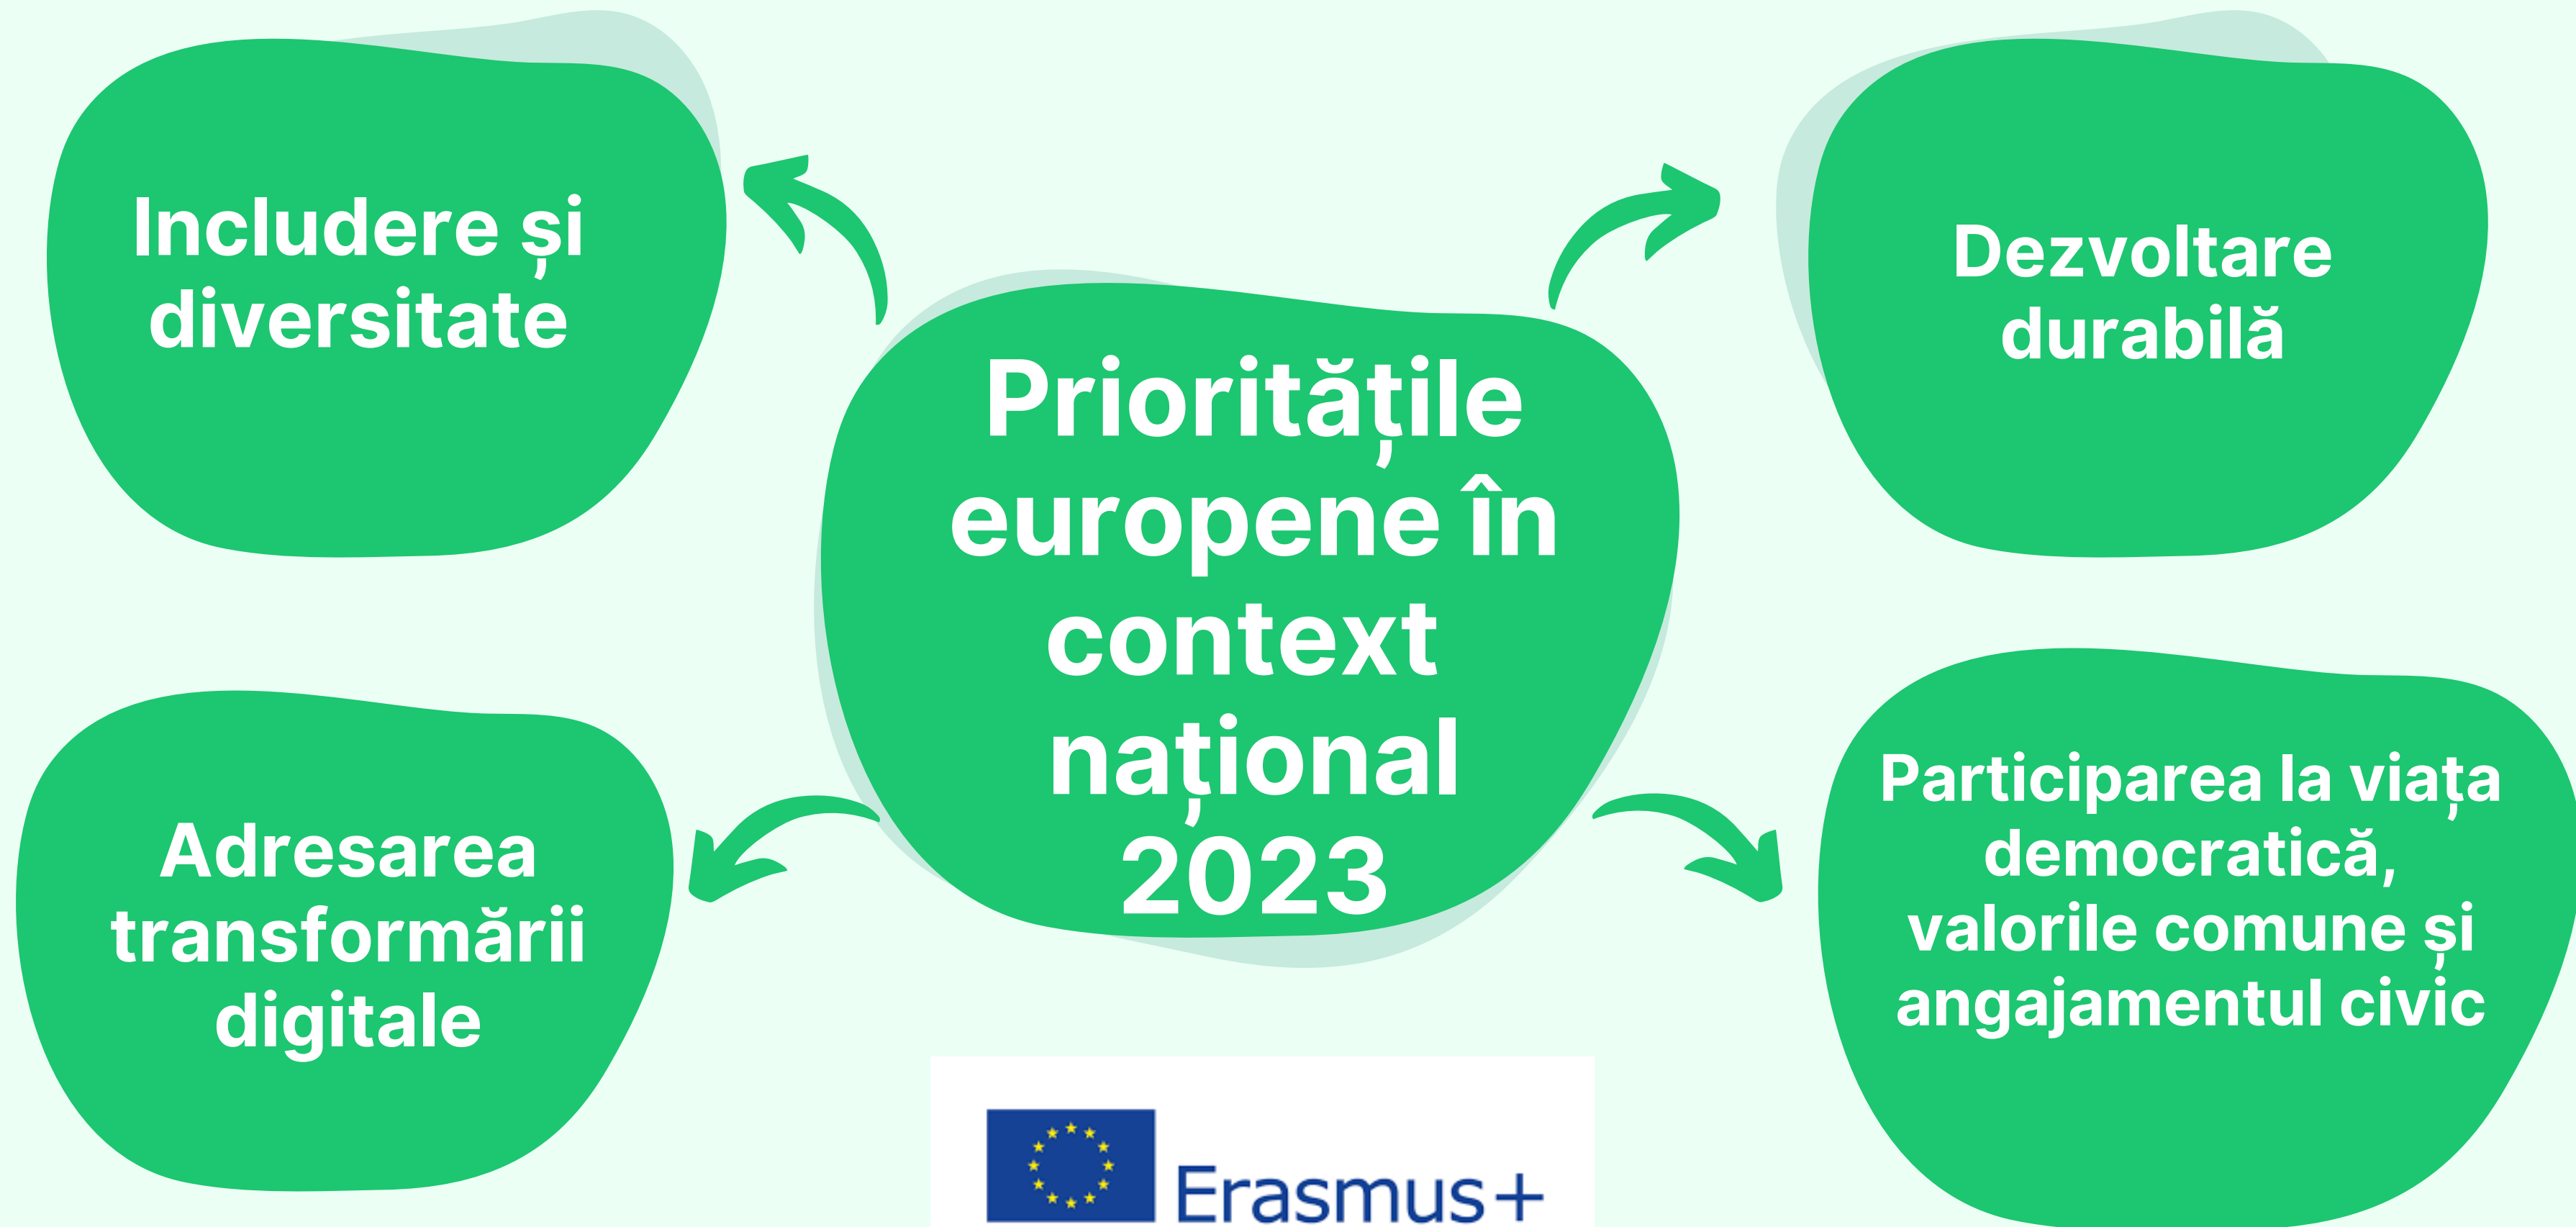 Includere și
diversitate
Dezvoltare
durabilă
Prioritățile
europene în
context
național
2023
Adresarea
transformării
digitale
Participarea la viața
democratică,
valorile comune și
angajamentul civic
Erasmus+